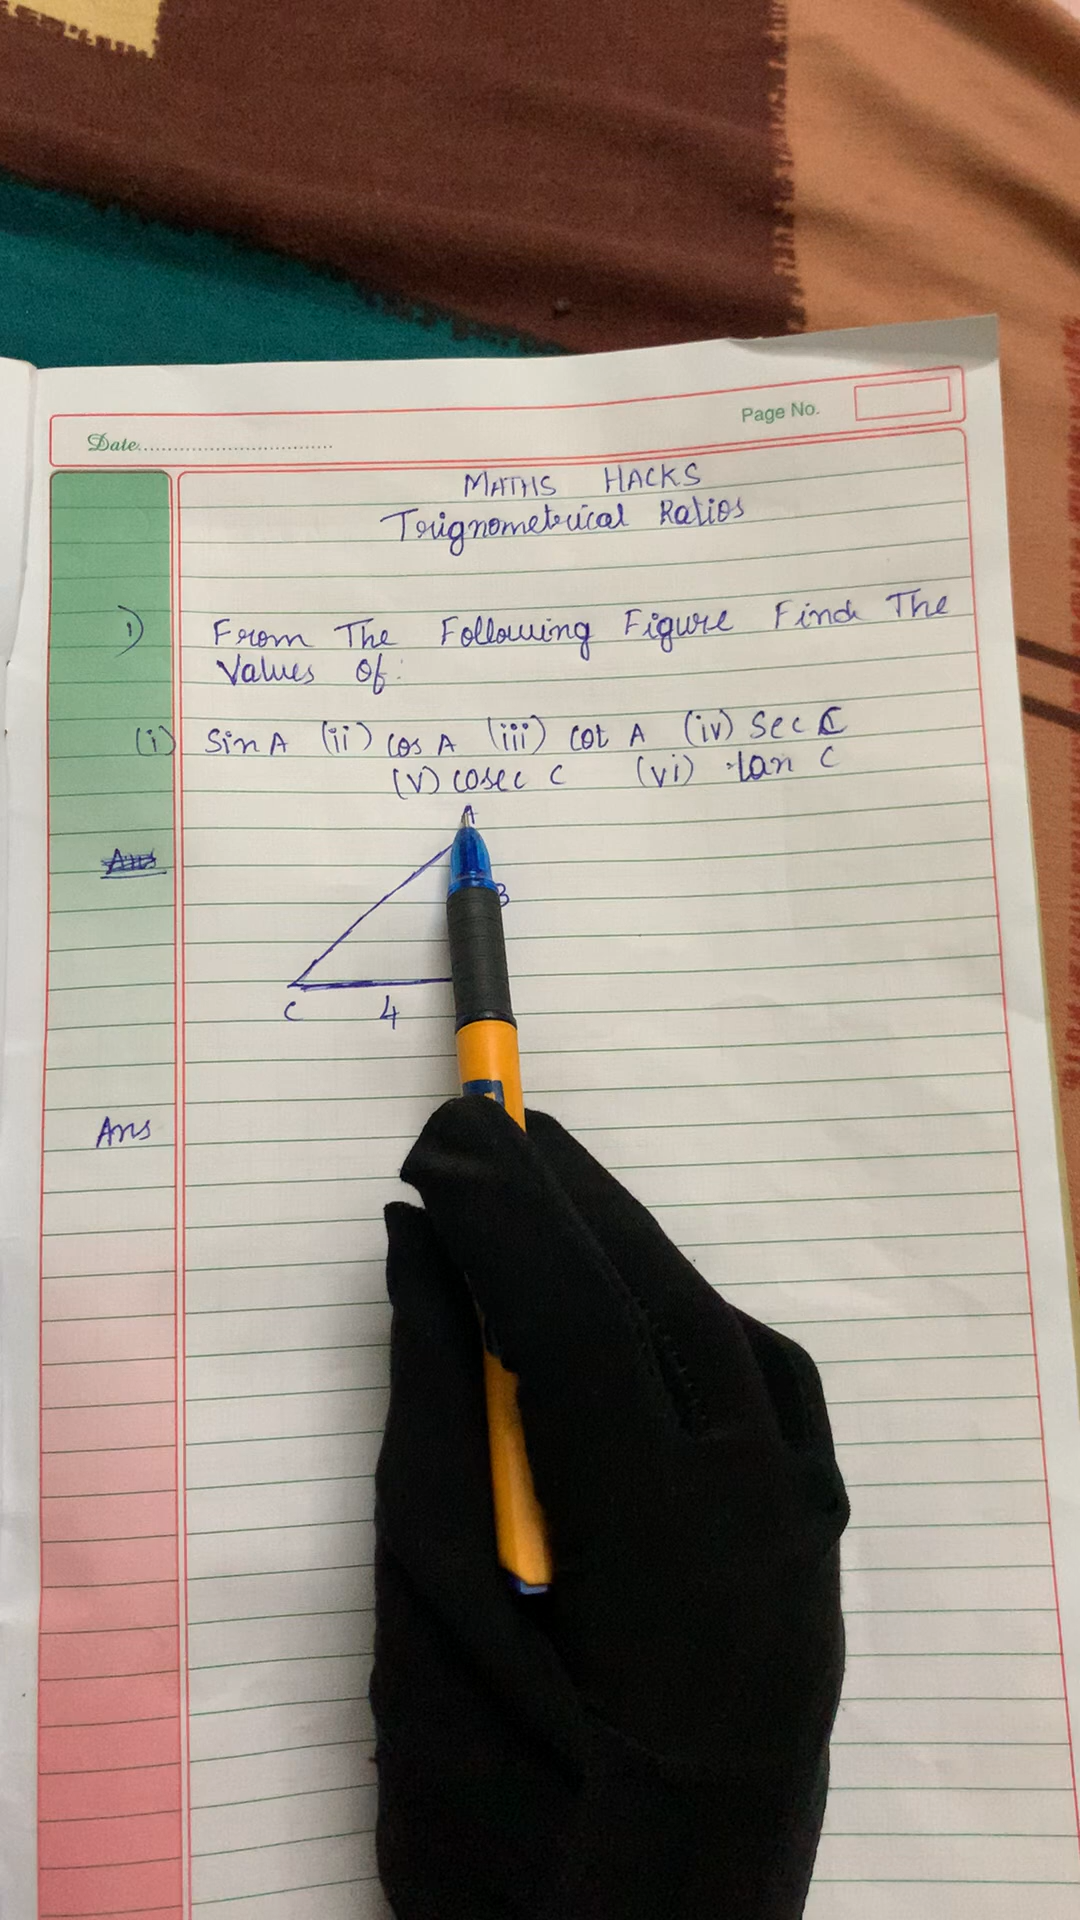 Page No.
Date
MATHS HACKS
Trignometrical Ratios
1) From The Following Figure Find The
Values Of:
(i) Sin A (ii) cos A (iii) cot A (iv) Sec C
(v) cosec C (vi) tan C
A
Ans
3
C 4
Ans